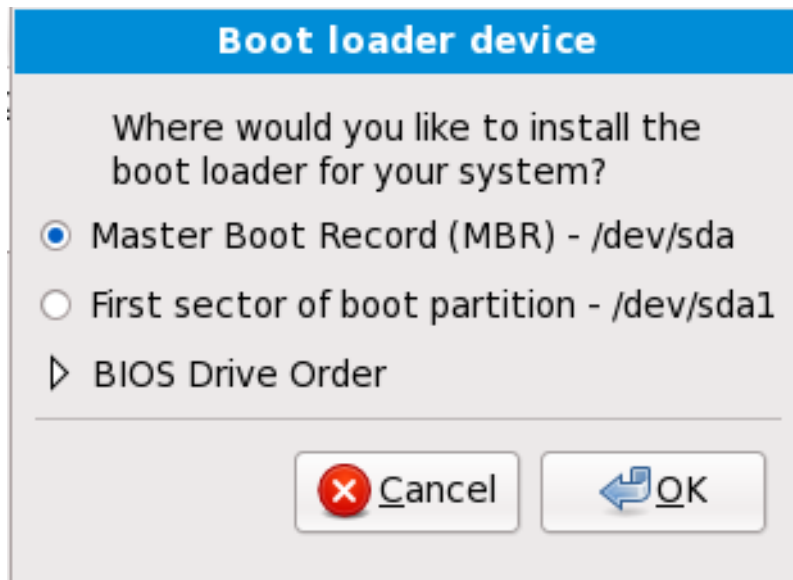 Boot loader device
Where would you like to install the
boot loader for your system?
Master Boot Record (MBR) - /dev/sda
First sector of boot partition - /dev/sda1
BIOS Drive Order
Cancel
OK